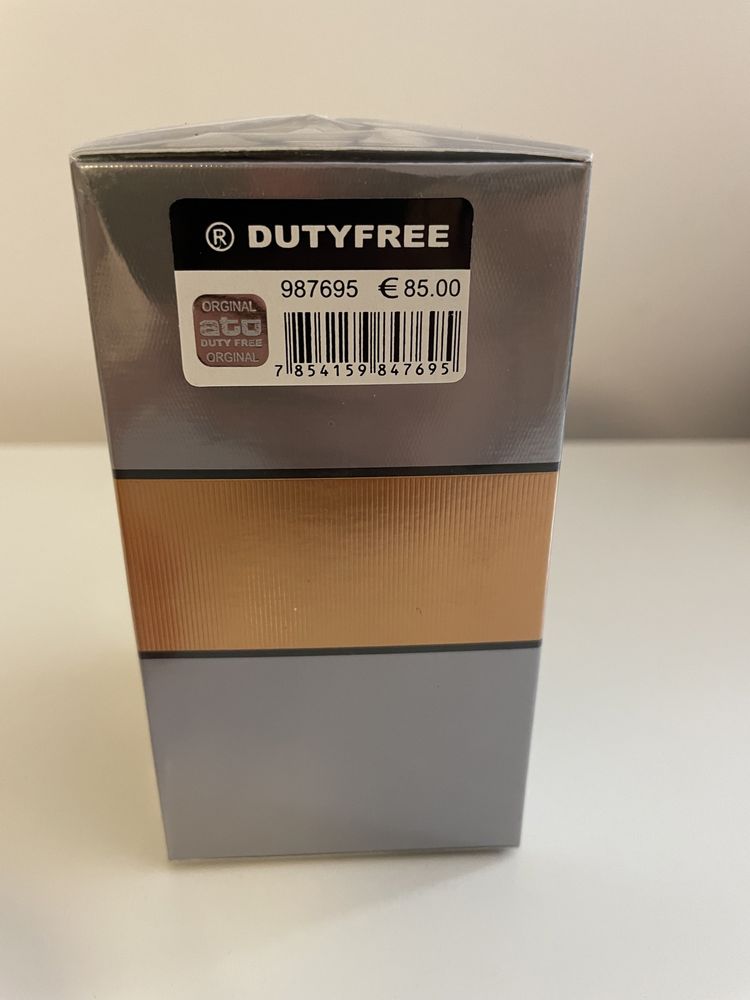 ® DUTYFREE
987695 € 85.00
ORGINAL
ato
DUTY FREE
ORGINAL
7 854159 847695